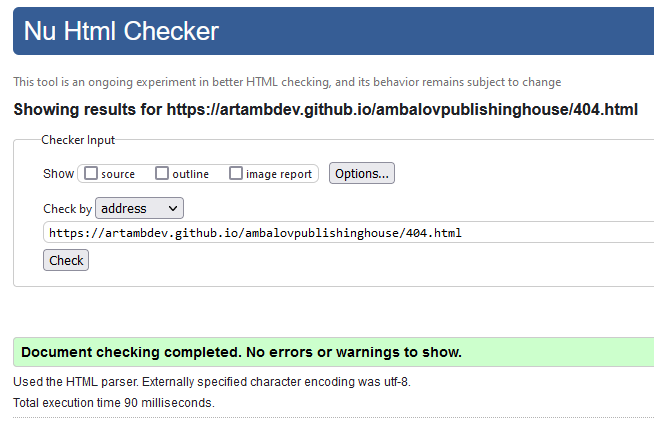 Nu Html Checker
This tool is an ongoing experiment in better HTML checking, and its behavior remains subject to change
Showing results for https://artambdev.github.io/ambalovpublishinghouse/404.html
Checker Input
Show source outline image report Options...
Check by address
https://artambdev.github.io/ambalovpublishinghouse/404.html
Check
Document checking completed. No errors or warnings to show.
Used the HTML parser. Externally specified character encoding was utf-8.
Total execution time 90 milliseconds.